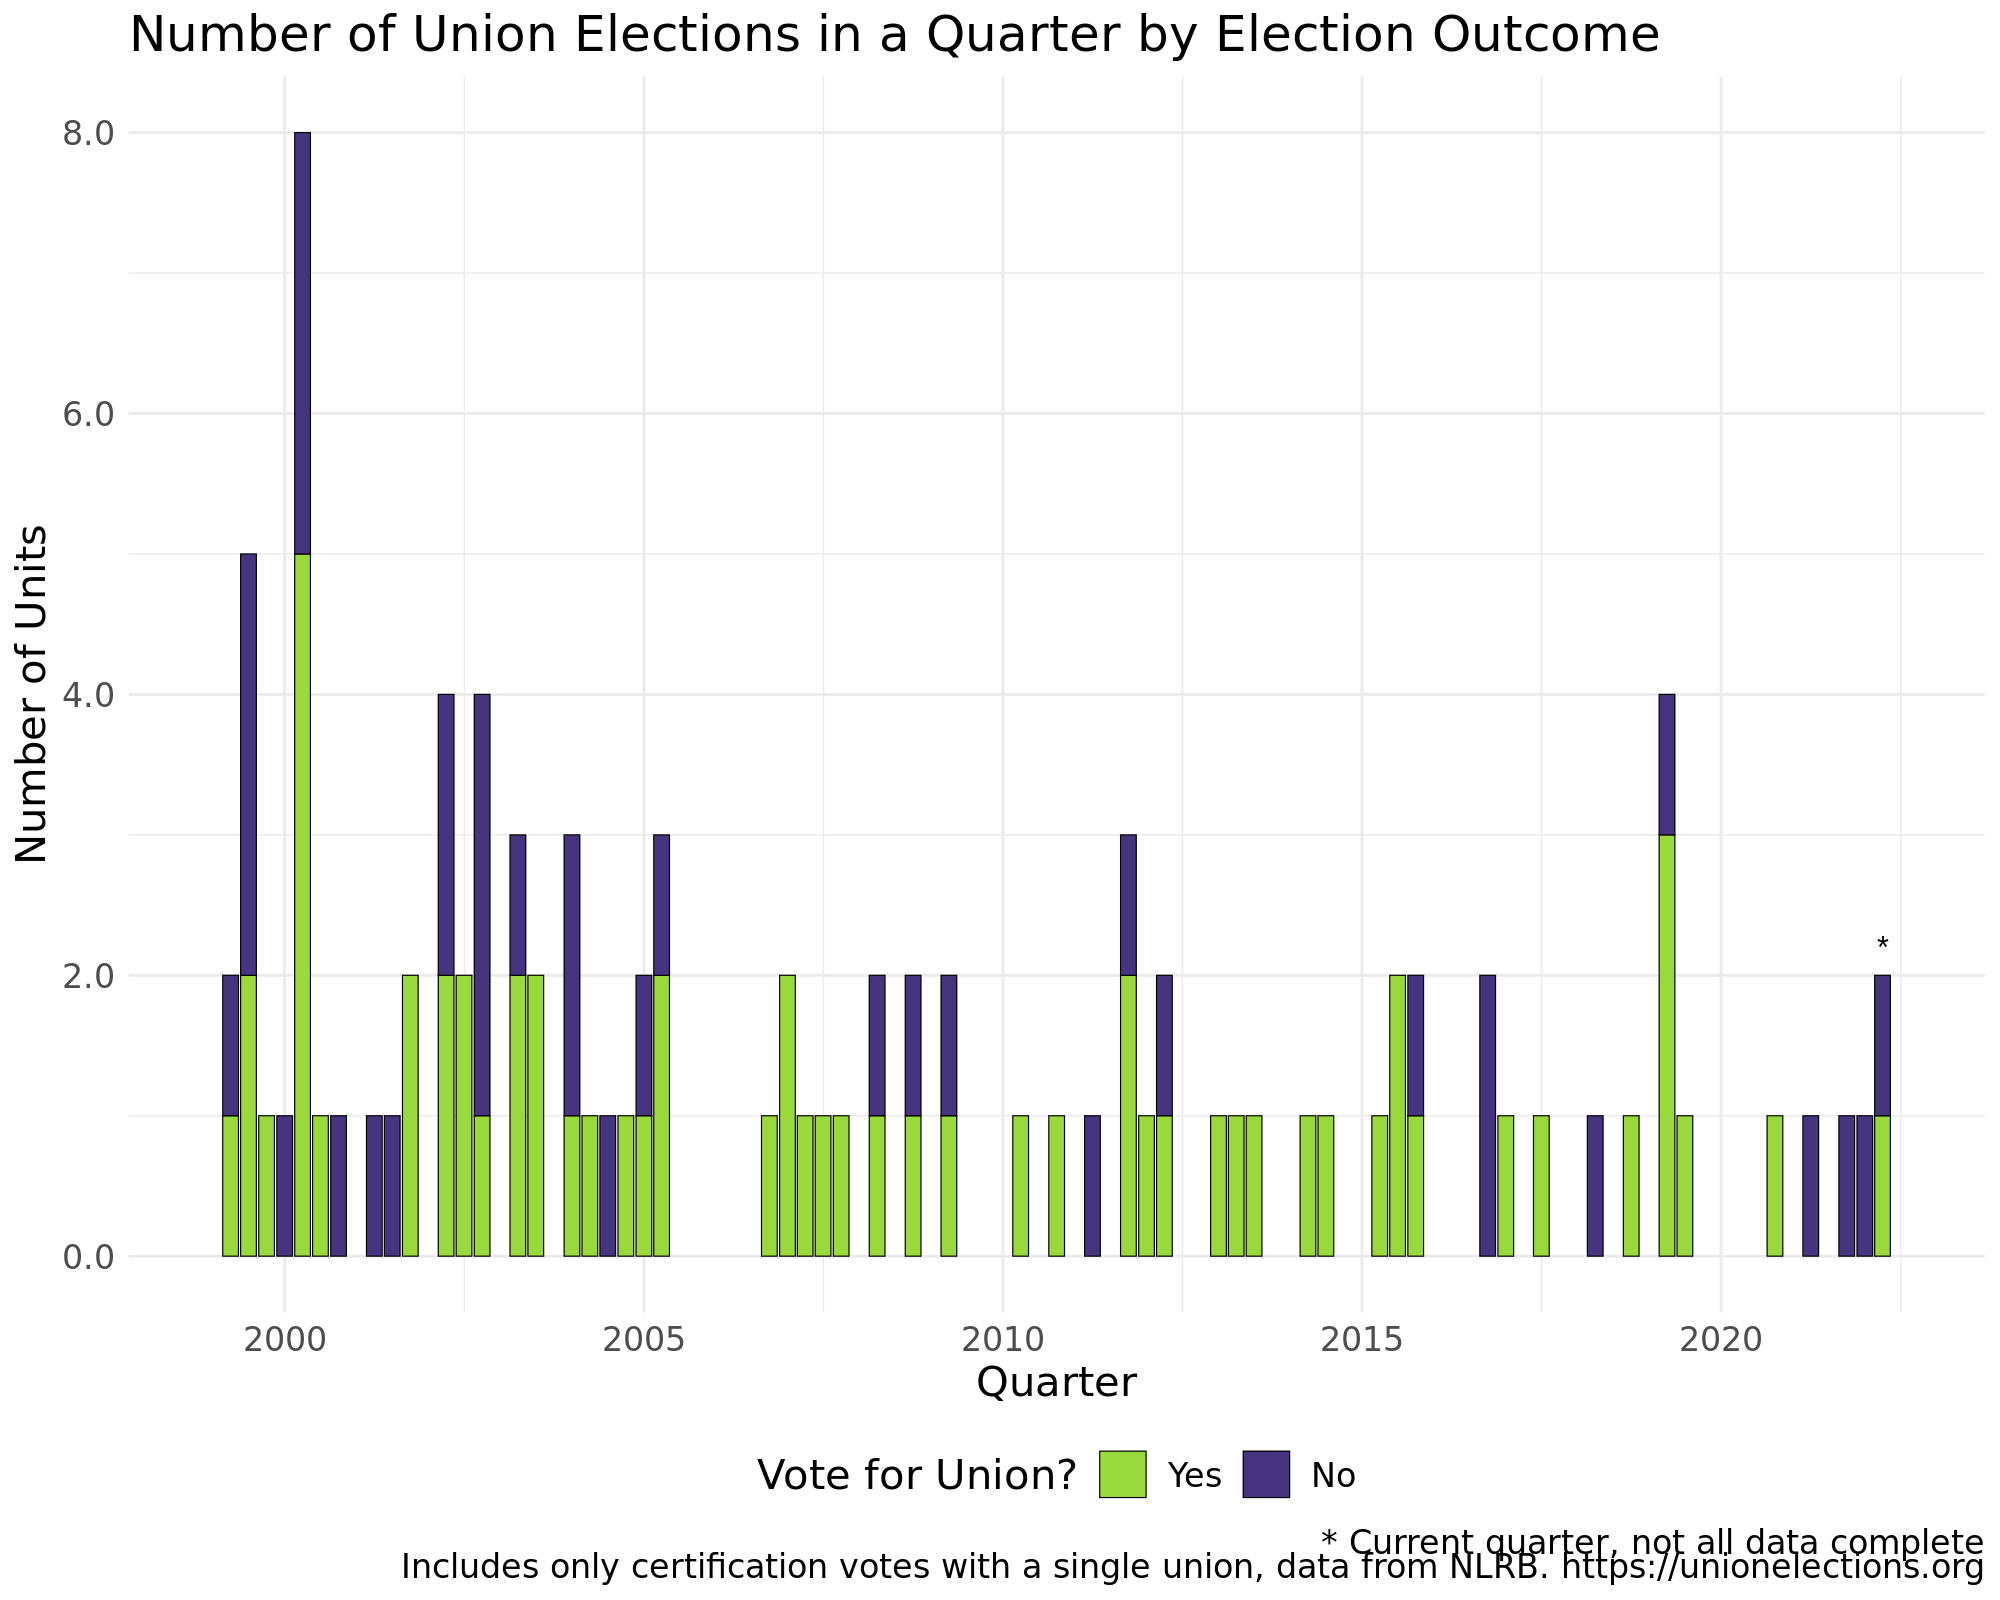 Number of Union Elections in a Quarter by Election Outcome
Number of Units
8.0
6.0
4.0
2.0
0.0
*
2000 2005 2010 2015 2020
Quarter
Vote for Union? Yes No
* Current quarter, not all data complete
Includes only certification votes with a single union, data from NLRB. https://unionelections.org